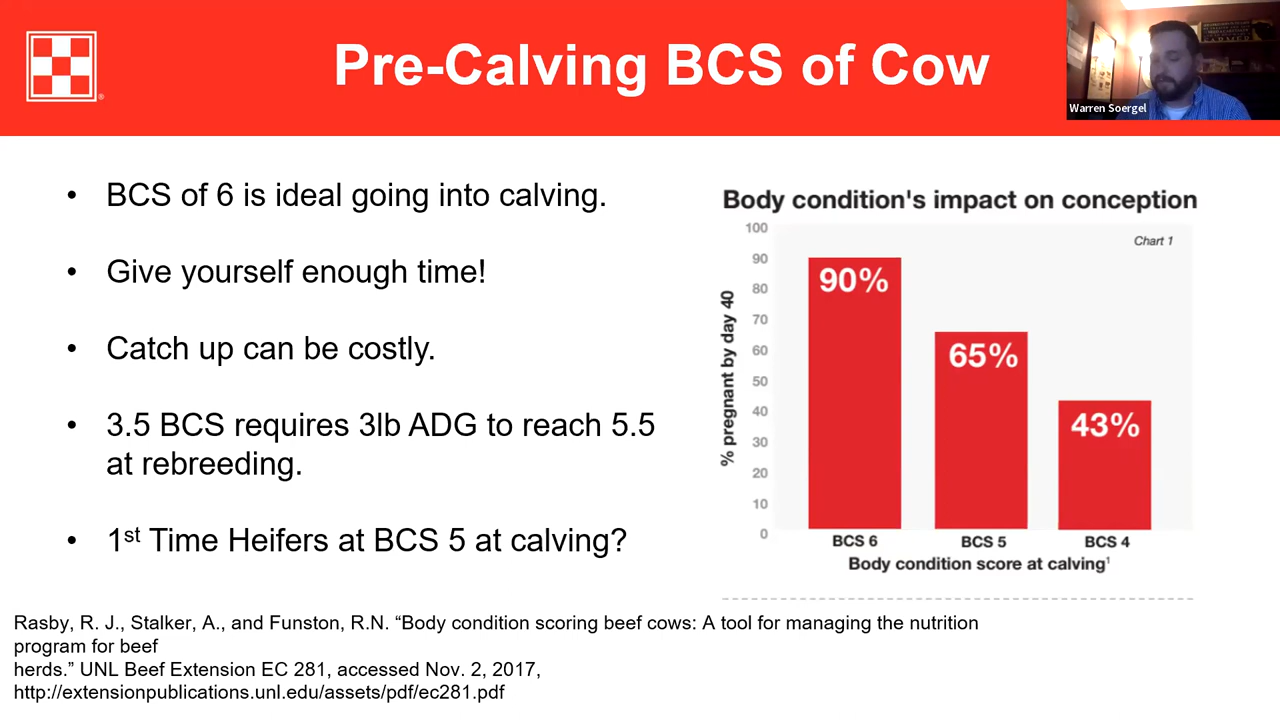 Pre-Calving BCS of Cow
Warren Soergel
• BCS of 6 is ideal going into calving.
• Give yourself enough time!
• Catch up can be costly.
• 3.5 BCS requires 3lb ADG to reach 5.5
at rebreeding.
• 1st Time Heifers at BCS 5 at calving?
Body condition's impact on conception
Chart 1
% pregnant by day 40
100
90
80
70
60
50
40
30
20
10
0
90%
65%
43%
BCS 6
BCS 5
BCS 4
Body condition score at calving¹
Rasby, R. J., Stalker, A., and Funston, R.N. “Body condition scoring beef cows: A tool for managing the nutrition
program for beef
herds.” UNL Beef Extension EC 281, accessed Nov. 2, 2017,
http://extensionpublications.unl.edu/assets/pdf/ec281.pdf